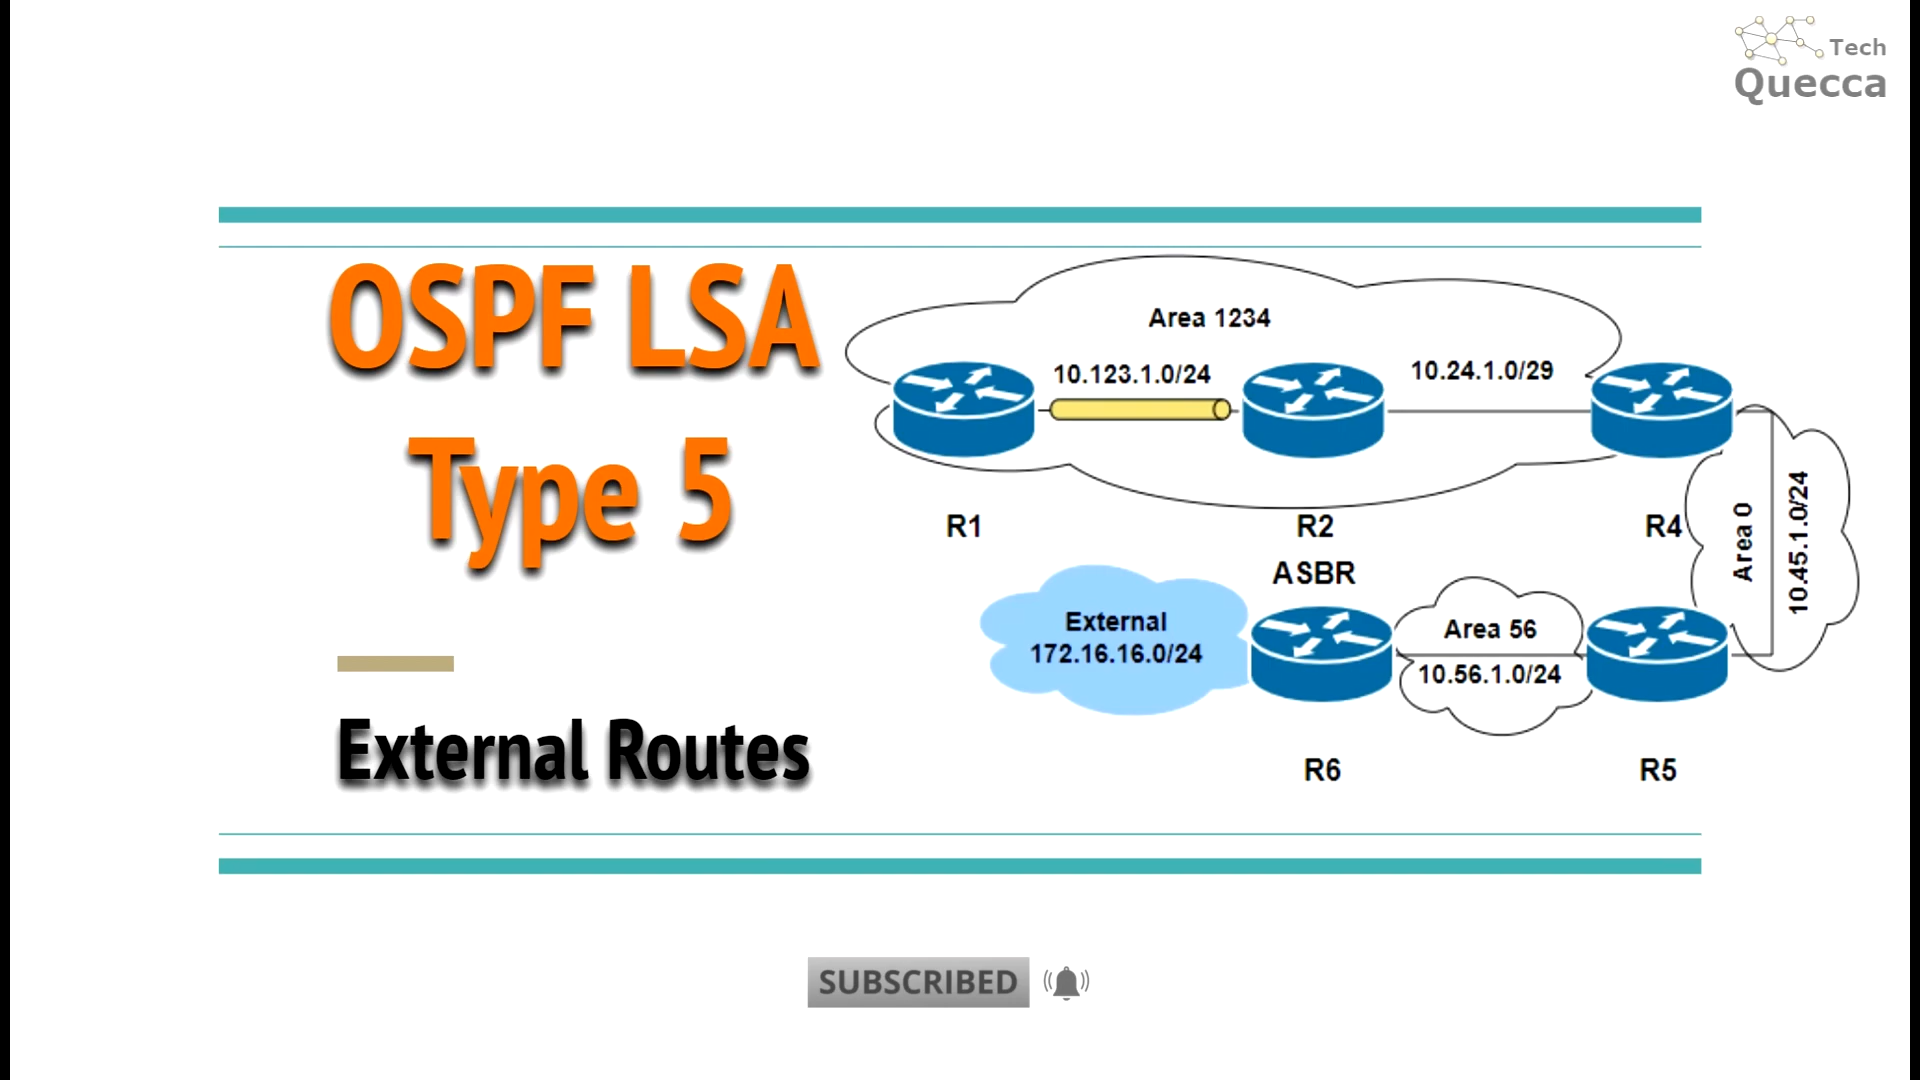 Tech
Quecca
OSPF LSA
Type 5
External Routes
Area 1234
10.123.1.0/24
10.24.1.0/29
R1
R2
R4
Area 0
10.45.1.0/24
ASBR
External
172.16.16.0/24
Area 56
10.56.1.0/24
R6
R5
SUBSCRIBED